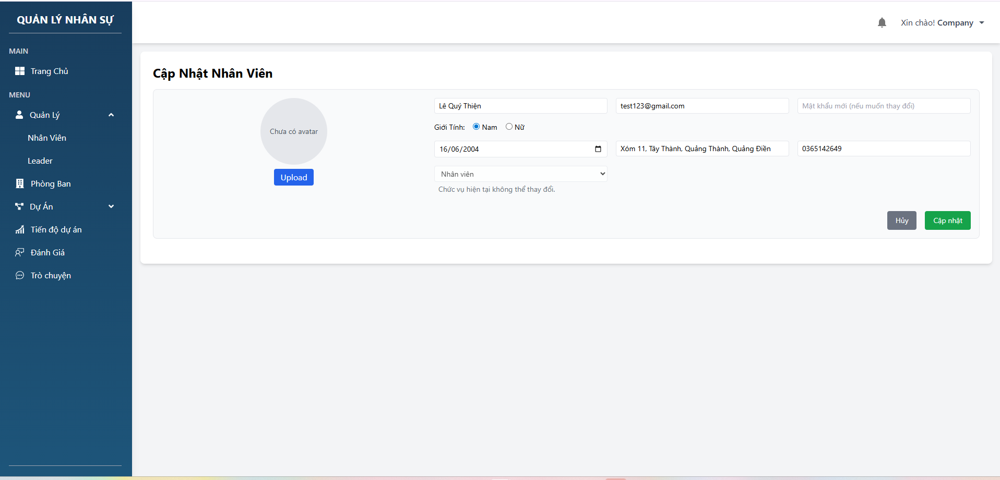 QUẢN LÝ NHÂN SỰ
MAIN
Trang Chủ
MENU
Quản Lý
Nhân Viên
Leader
Phòng Ban
Dự Án
Tiến độ dự án
Đánh Giá
Trò chuyện
Xin chào! Company
Cập Nhật Nhân Viên
Chưa có avatar
Upload
Lê Quý Thiện
test123@gmail.com
Mật khẩu mới (nếu muốn thay đổi)
Giới Tính: Nam Nữ
16/06/2004
Xóm 11, Tây Thành, Quảng Thành, Quảng Điền
0365142649
Nhân viên
Chức vụ hiện tại không thể thay đổi.
Hủy
Cập nhật